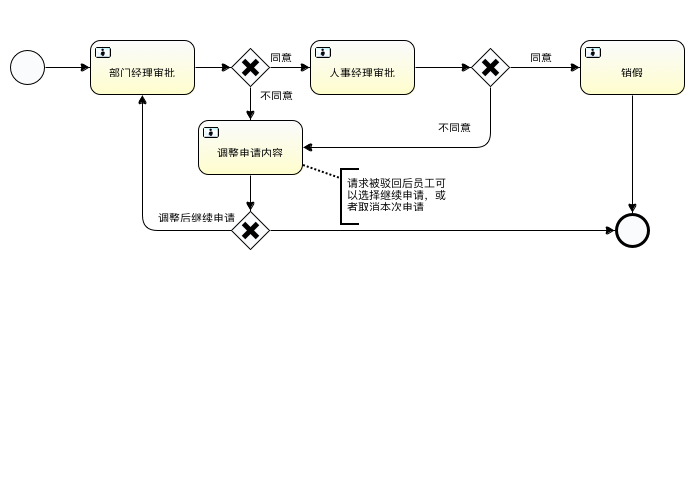 同意
同意
部门经理审批
人事经理审批
销假
不同意
不同意
调整申请内容
请求被驳回后员工可
以选择继续申请，或
者取消本次申请
调整后继续申请